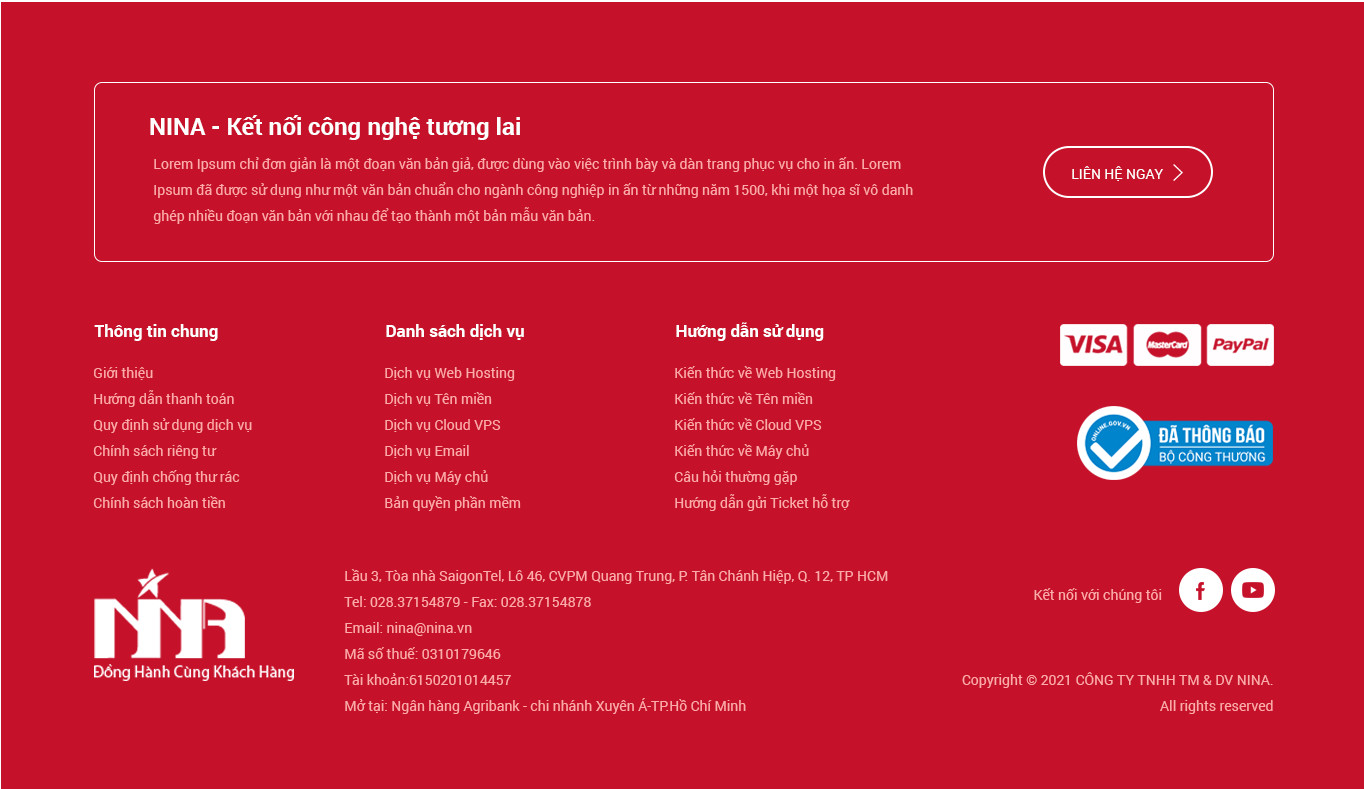 NINA - Kết nối công nghệ tương lai
Lorem Ipsum chỉ đơn giản là một đoạn văn bản giả, được dùng vào việc trình bày và dàn trang phục vụ cho in ấn. Lorem
Ipsum đã được sử dụng như một văn bản chuẩn cho ngành công nghiệp in ấn từ những năm 1500, khi một họa sĩ vô danh
ghép nhiều đoạn văn bản với nhau để tạo thành một bản mẫu văn bản.
LIÊN HỆ NGAY
Thông tin chung
Giới thiệu
Hướng dẫn thanh toán
Quy định sử dụng dịch vụ
Chính sách riêng tư
Quy định chống thư rác
Chính sách hoàn tiền
Danh sách dịch vụ
Dịch vụ Web Hosting
Dịch vụ Tên miền
Dịch vụ Cloud VPS
Dịch vụ Email
Dịch vụ Máy chủ
Bản quyền phần mềm
Hướng dẫn sử dụng
Kiến thức về Web Hosting
Kiến thức về Tên miền
Kiến thức về Cloud VPS
Kiến thức về Máy chủ
Câu hỏi thường gặp
Hướng dẫn gửi Ticket hỗ trợ
VISA
MasterCard
PayPal
ONLINE.GOV.VN
ĐÃ THÔNG BÁO
BỘ CÔNG THƯƠNG
NINA
Đồng Hành Cùng Khách Hàng
Lầu 3, Tòa nhà SaigonTel, Lô 46, CVPM Quang Trung, P. Tân Chánh Hiệp, Q. 12, TP HCM
Tel: 028.37154879 - Fax: 028.37154878
Email: nina@nina.vn
Mã số thuế: 0310179646
Tài khoản:6150201014457
Mở tại: Ngân hàng Agribank - chi nhánh Xuyên Á-TP.Hồ Chí Minh
Kết nối với chúng tôi
Copyright © 2021 CÔNG TY TNHH TM & DV NINA.
All rights reserved